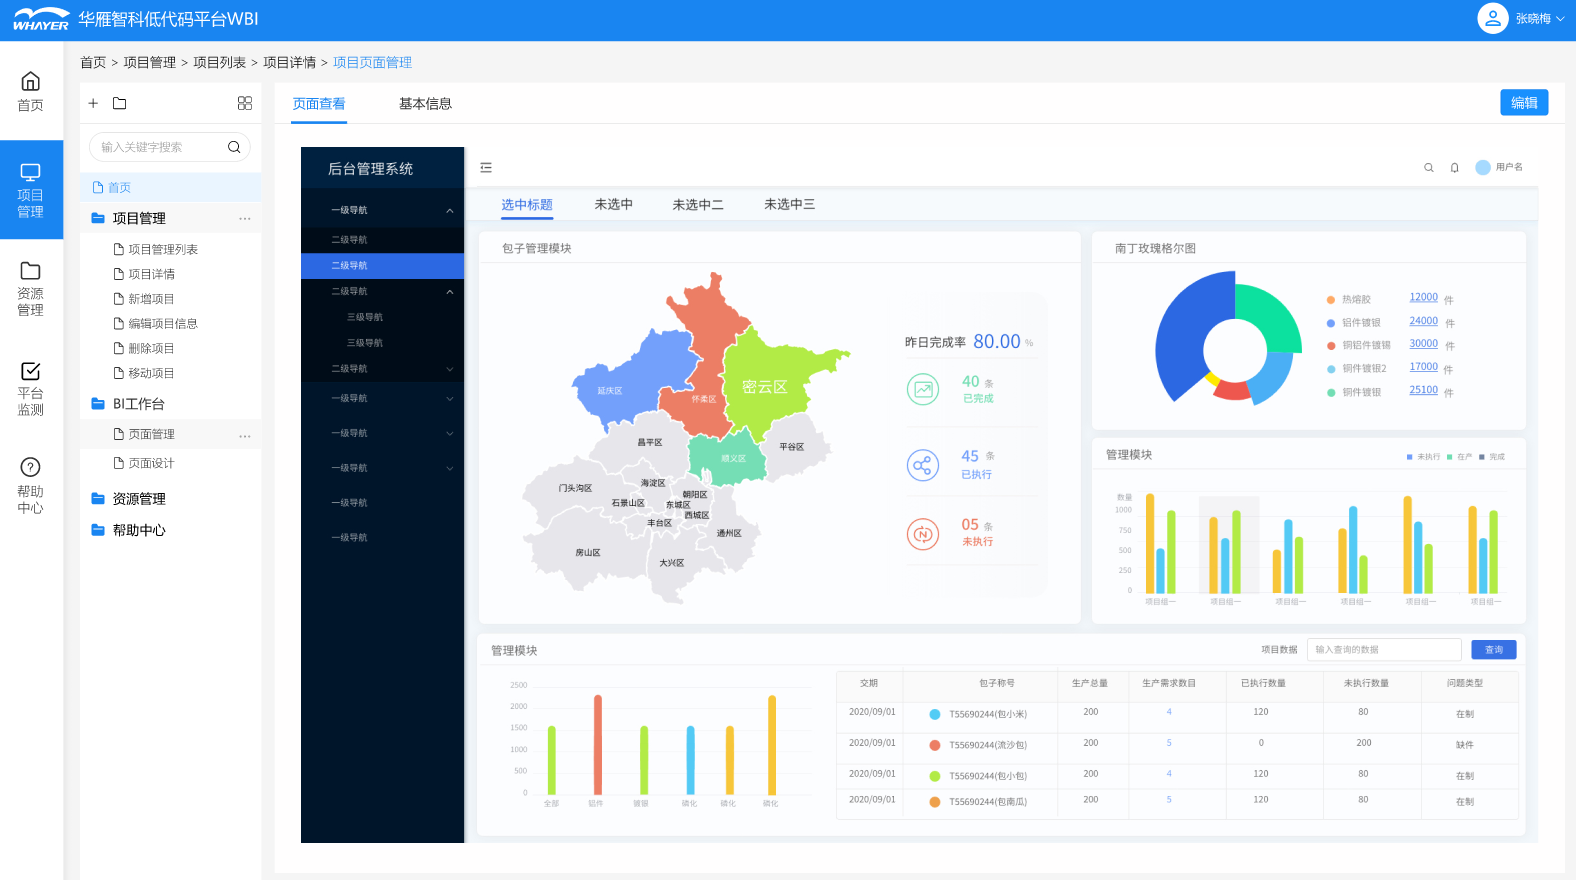 WHAYER 华雁智科低代码平台WBI
张晓梅
首页 > 项目管理 > 项目列表 > 项目详情 > 项目页面管理
首页
项目
管理
资源
管理
平台
监测
帮助
中心
输入关键字搜索
首页
项目管理
项目管理列表
项目详情
新增项目
编辑项目信息
删除项目
移动项目
BI工作台
页面管理
页面设计
资源管理
帮助中心
页面查看 基本信息
编辑
后台管理系统
一级导航
二级导航
二级导航
二级导航
三级导航
三级导航
二级导航
一级导航
一级导航
一级导航
一级导航
一级导航
用户名
选中标题 未选中 未选中二 未选中三
包子管理模块
延庆区
怀柔区
密云区
昌平区
顺义区
平谷区
门头沟区
海淀区
朝阳区
石景山区
东城区
西城区
丰台区
通州区
房山区
大兴区
昨日完成率 80.00 %
40 条
已完成
45 条
已执行
05 条
未执行
南丁玫瑰格尔图
热熔胶 12000 件
铝件镀银 24000 件
铜铝件镀锡 30000 件
铜件镀银2 17000 件
铜件镀银 25100 件
管理模块
未执行 在产 完成
数量
1000
750
500
250
0
项目组一 项目组一 项目组一 项目组一 项目组一 项目组一
管理模块
项目数据 输入查询的数据 查询
2500
2000
1500
1000
500
0
全部 铝件 镀银 磷化 磷化 磷化
交期 包子称号 生产总量 生产需求数目 已执行数量 未执行数量 问题类型
2020/09/01 T55690244(包小米) 200 4 120 80 在制
2020/09/01 T55690244(流沙包) 200 5 0 200 缺件
2020/09/01 T55690244(包小包) 200 4 120 80 在制
2020/09/01 T55690244(包南瓜) 200 5 120 80 在制